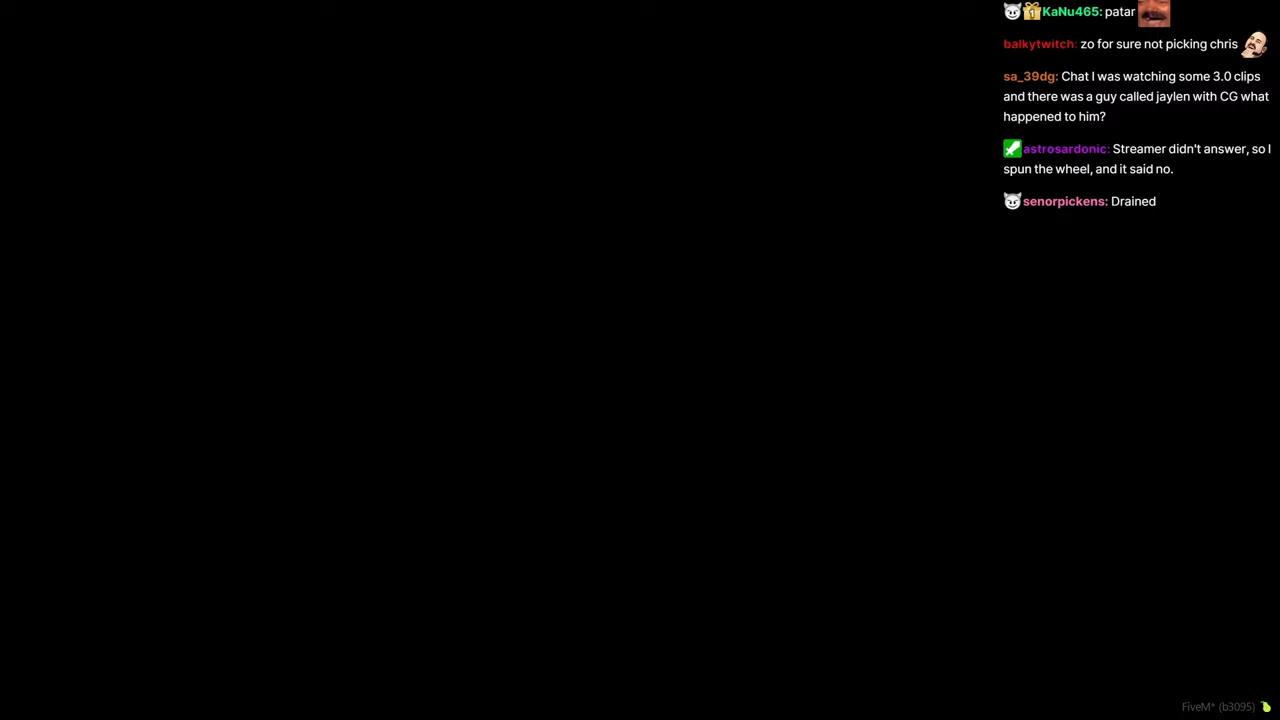 KaNu465: patar
balkytwitch: zo for sure not picking chris
sa_39dg: Chat I was watching some 3.0 clips
and there was a guy called jaylen with CG what
happened to him?
astrosardonic: Streamer didn't answer, so I
spun the wheel, and it said no.
senorpickens: Drained
FiveM* (b3095)